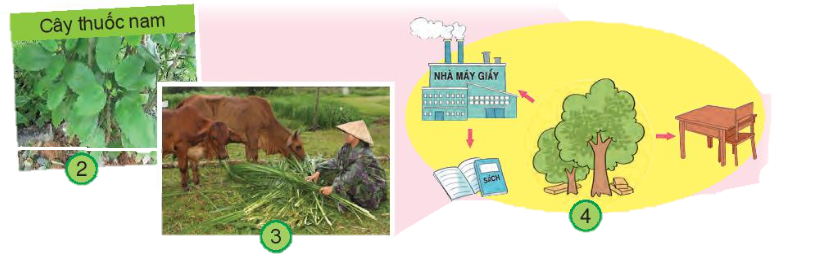 Cây thuốc nam
2
3
NHÀ MÁY GIẤY
SÁCH
4